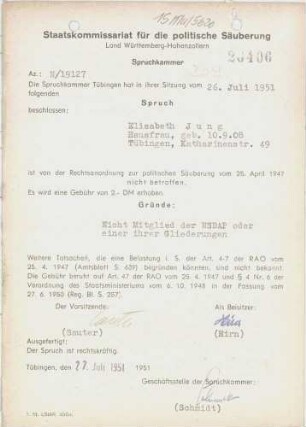 15 Mai/5020
Staatskommissariat für die politische Säuberung
Land Württemberg-Hohenzollern
20406
Spruchkammer
Az.: H/19127
Die Spruchkammer Tübingen hat in ihrer Sitzung vom 26. Juli 1951
folgenden
Spruch
beschlossen:
Elisabeth Jung
Hausfrau, geb. 10.9.08
Tübingen, Katharinenstr. 49
ist von der Rechtsanordnung zur politischen Säuberung vom 25. April 1947
nicht betroffen.
Es wird eine Gebühr von 2.- DM erhoben.
Gründe:
Nicht Mitglied der NSDAP oder
einer ihrer Gliederungen
Weitere Tatsachen, die eine Belastung i. S. der Art. 4-7 der RAO vom
25. 4. 1947 (Amtsblatt S. 639) begründen können, sind nicht bekannt.
Die Gebühr beruht auf Art. 47 der RAO vom 25. 4. 1947 und § 4 Nr. 6 der
Verordnung des Staatsministeriums vom 6. 10. 1948 in der Fassung vom
27. 6. 1950 (Reg. Bl. S. 257).
Der Vorsitzende:
Als Beisitzer:
(Sauter)
(Hirn)
Ausgefertigt:
Der Spruch ist rechtskräftig.
Tübingen, 27. Juli 1951 1951
Geschäftsstelle der Spruchkammer:
(Schmidt)